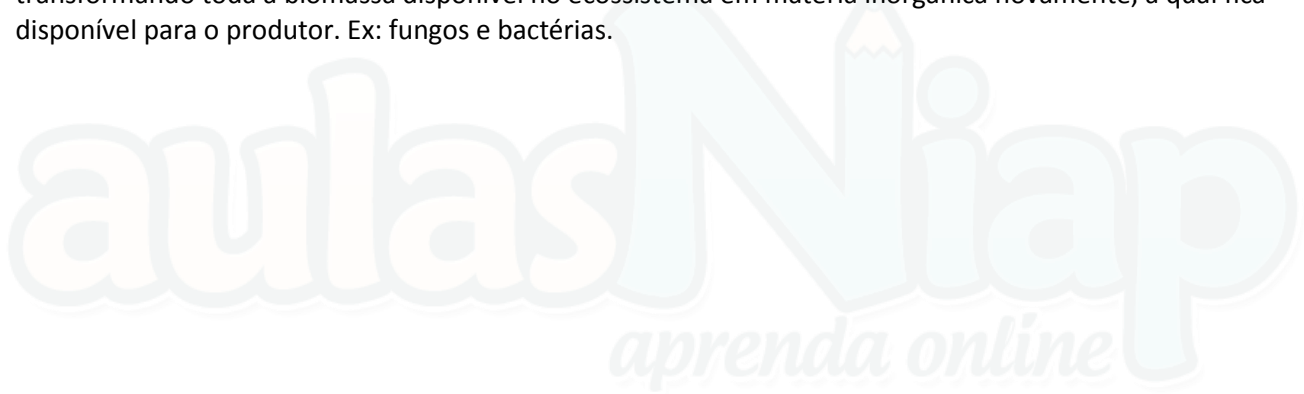 transformando toda a biomassa disponível no ecossistema em matéria inorgânica novamente, a qual fica
disponível para o produtor. Ex: fungos e bactérias.
aulasNiap
aprenda online